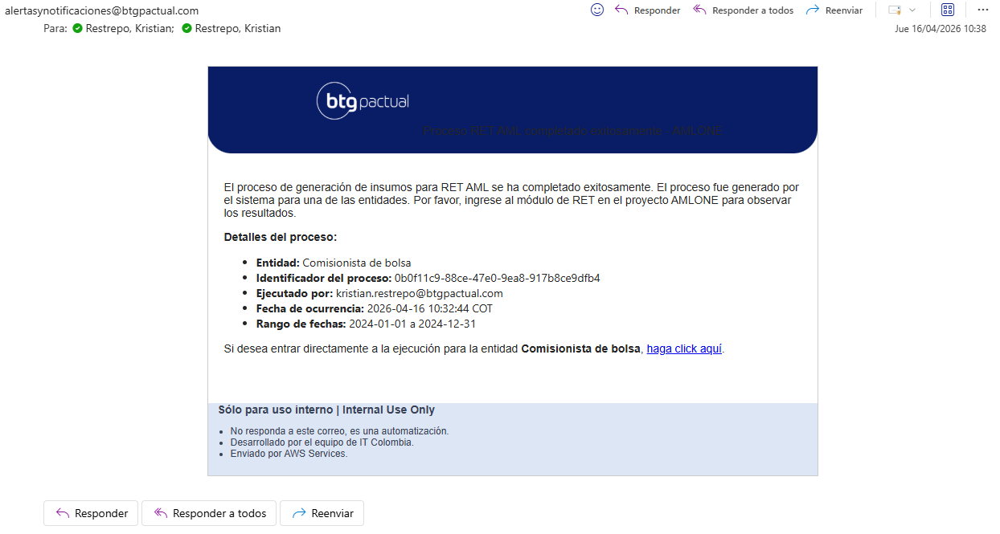 alertasynotificaciones@btgpactual.com
Responder
Responder a todos
Reenviar
Para: Restrepo, Kristian; Restrepo, Kristian
Jue 16/04/2026 10:38
btg pactual
Proceso RET AML completado exitosamente - AMLONE
El proceso de generación de insumos para RET AML se ha completado exitosamente. El proceso fue generado por
el sistema para una de las entidades. Por favor, ingrese al módulo de RET en el proyecto AMLONE para observar
los resultados.
Detalles del proceso:
• Entidad: Comisionista de bolsa
• Identificador del proceso: 0b0f11c9-88ce-47e0-9ea8-917b8ce9dfb4
• Ejecutado por: kristian.restrepo@btgpactual.com
• Fecha de ocurrencia: 2026-04-16 10:32:44 COT
• Rango de fechas: 2024-01-01 a 2024-12-31
Si desea entrar directamente a la ejecución para la entidad Comisionista de bolsa, haga click aquí.
Sólo para uso interno | Internal Use Only
• No responda a este correo, es una automatización.
• Desarrollado por el equipo de IT Colombia.
• Enviado por AWS Services.
Responder
Responder a todos
Reenviar